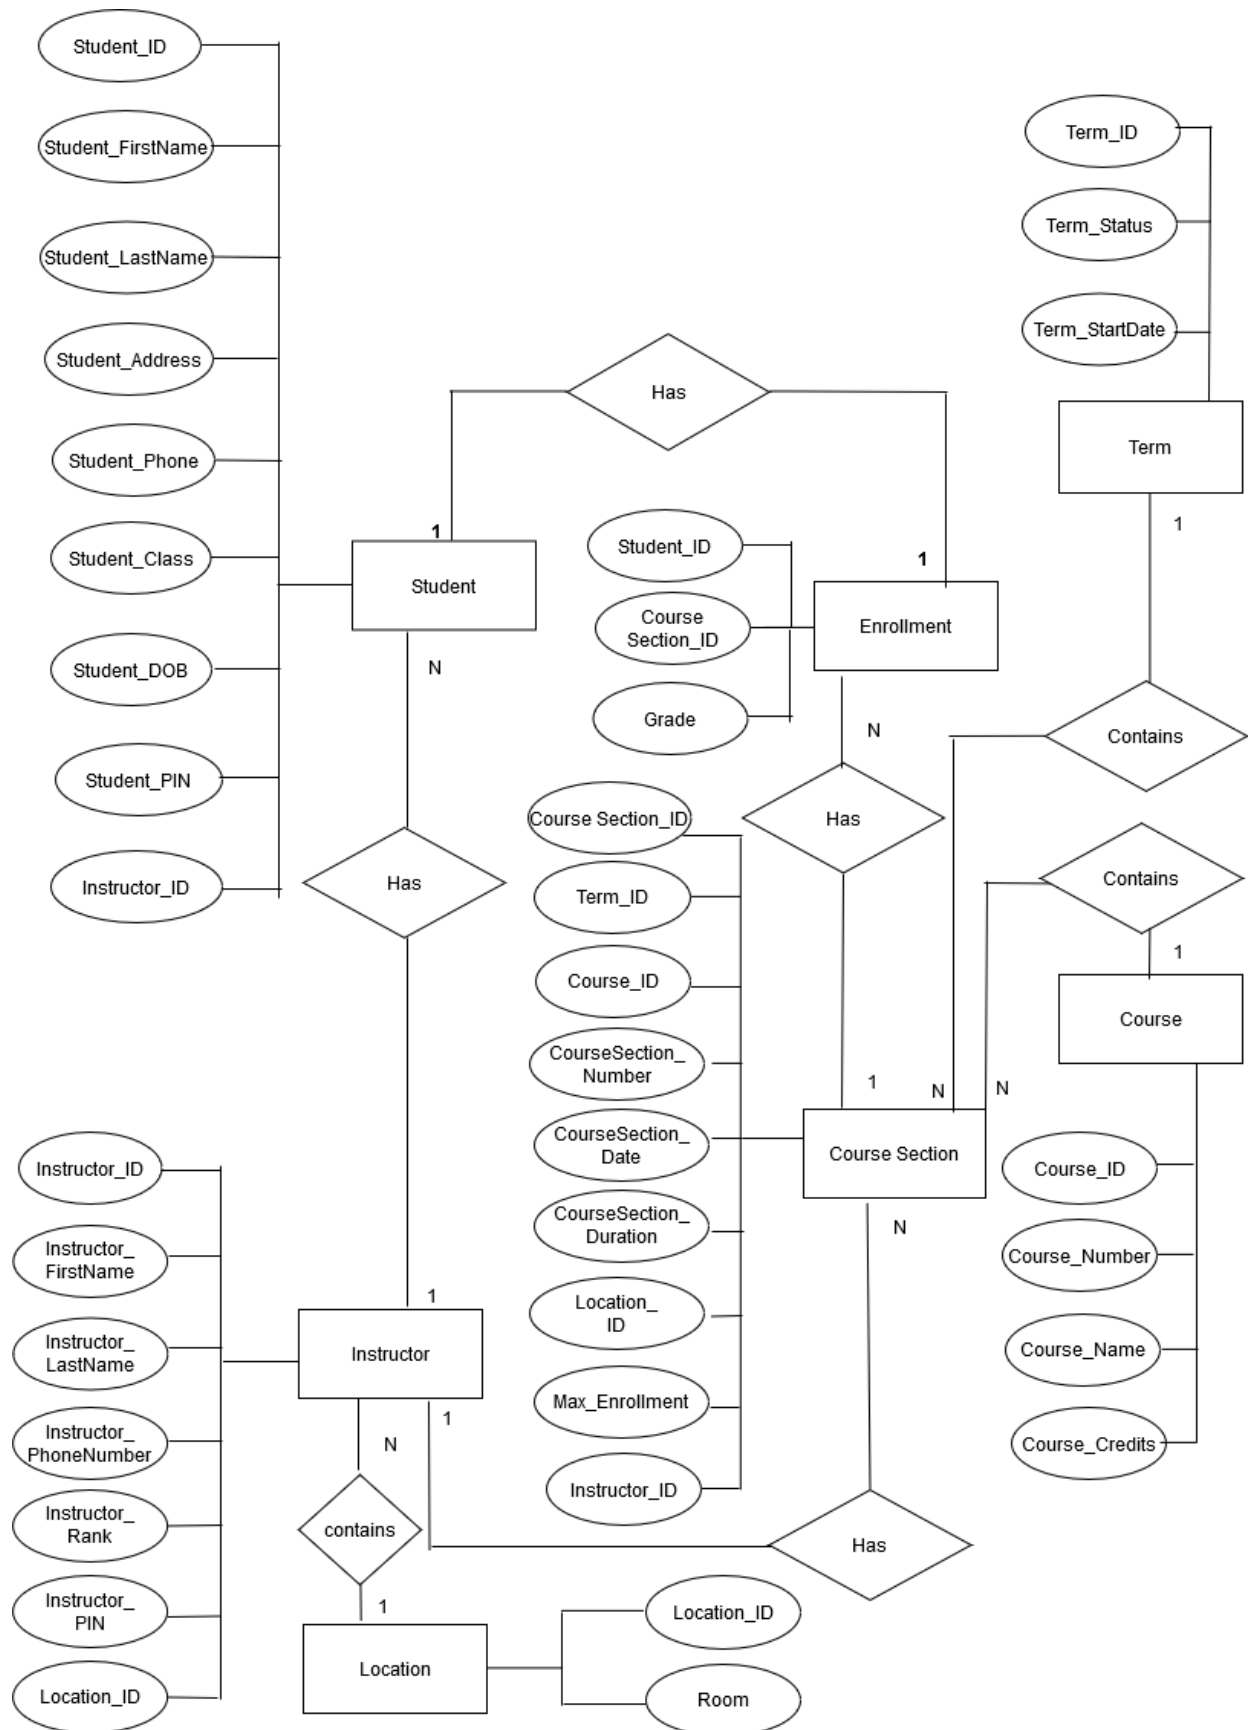 Student_ID
Student_FirstName
Student_LastName
Student_Address
Student_Phone
Student_Class
Student_DOB
Student_PIN
Instructor_ID
Has
1
1
Student
N
Has
1
Student_ID
Course
Section_ID
Grade
Enrollment
N
Has
1
Term_ID
Term_Status
Term_StartDate
Term
1
Contains
N
Contains
N
1
Course
Course_ID
Course_Number
Course_Name
Course_Credits
Course Section_ID
Term_ID
Course_ID
CourseSection_
Number
CourseSection_
Date
CourseSection_
Duration
Location_
ID
Max_Enrollment
Instructor_ID
Course Section
N
Has
1
Instructor_ID
Instructor_
FirstName
Instructor_
LastName
Instructor_
PhoneNumber
Instructor_
Rank
Instructor_
PIN
Location_ID
Instructor
N
contains
1
Location
Location_ID
Room